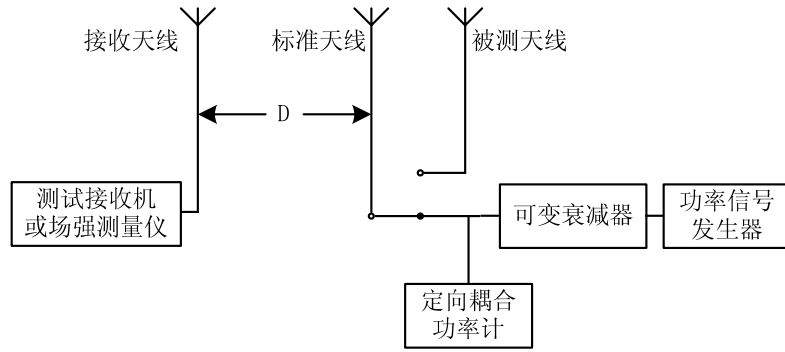 接收天线
标准天线
被测天线
D
测试接收机
或场强测量仪
可变衰减器
功率信号
发生器
定向耦合
功率计